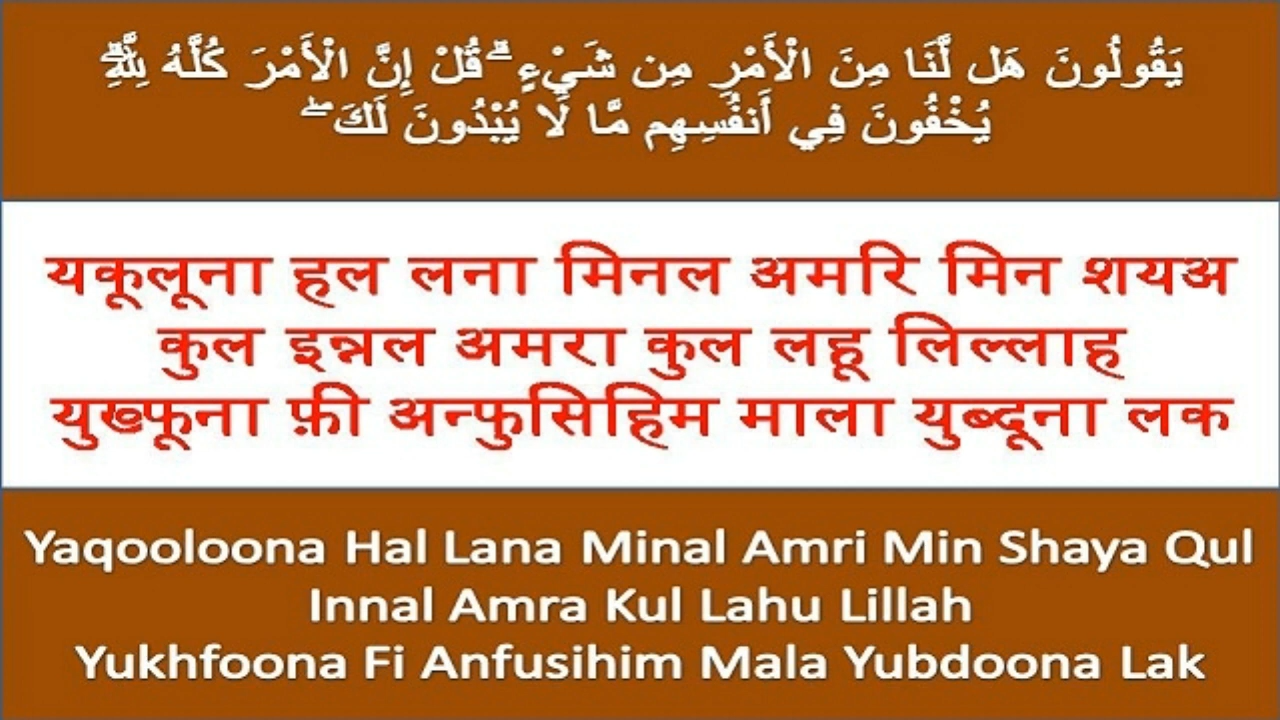 يَقُولُونَ هَل لَّنَا مِنَ الْأَمْرِ مِن شَيْءٍ ۗ قُلْ إِنَّ الْأَمْرَ كُلَّهُ لِلَّهِ ۗ
يُخْفُونَ فِي أَنفُسِهِم مَّا لَا يُبْدُونَ لَكَ ۖ
यकूलूना हल लना मिनल अमरि मिन शयअ
कुल इन्नल अमरा कुल लहू लिल्लाह
युख्फूना फ़ी अन्फुसिहिम माला युब्दूना लक
Yaqooloona Hal Lana Minal Amri Min Shaya Qul
Innal Amra Kul Lahu Lillah
Yukhfoona Fi Anfusihim Mala Yubdoona Lak